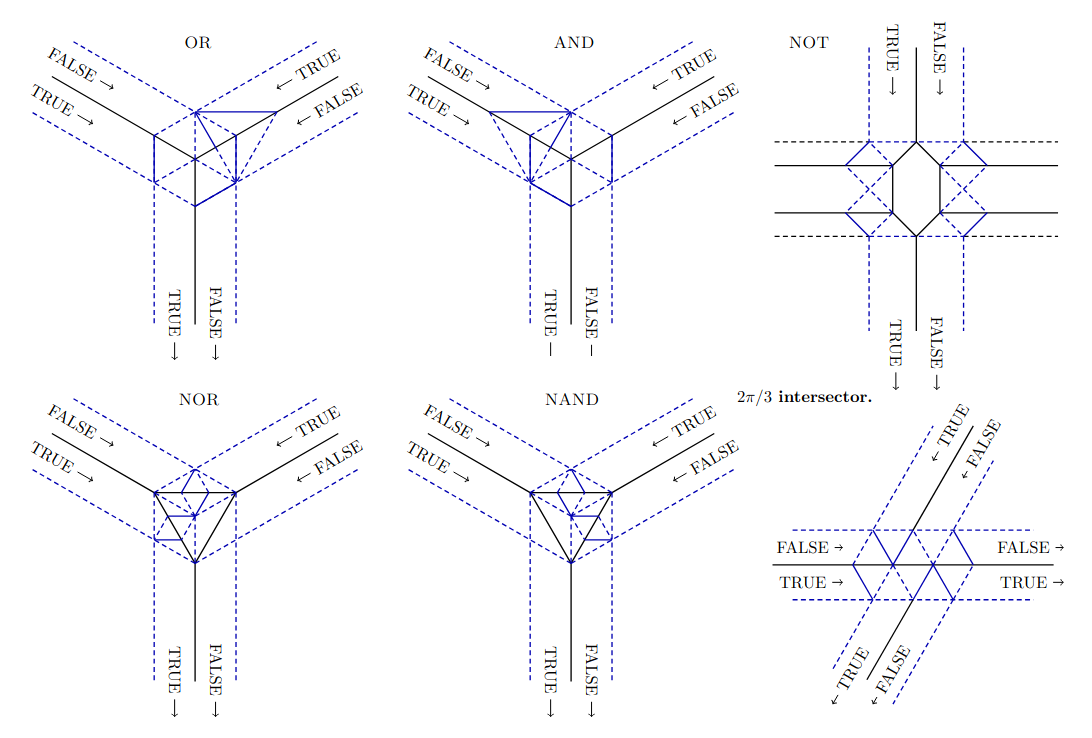 OR
FALSE →
TRUE →
← TRUE
← FALSE
TRUE →
FALSE →
AND
FALSE →
TRUE →
← TRUE
← FALSE
TRUE
FALSE
NOT
TRUE →
FALSE →
TRUE →
FALSE →
NOR
FALSE →
TRUE →
← TRUE
← FALSE
TRUE →
FALSE →
NAND
FALSE →
TRUE →
← TRUE
← FALSE
TRUE →
FALSE →
2π/3 intersector.
← TRUE
← FALSE
FALSE →
FALSE →
TRUE →
TRUE →
← TRUE
← FALSE